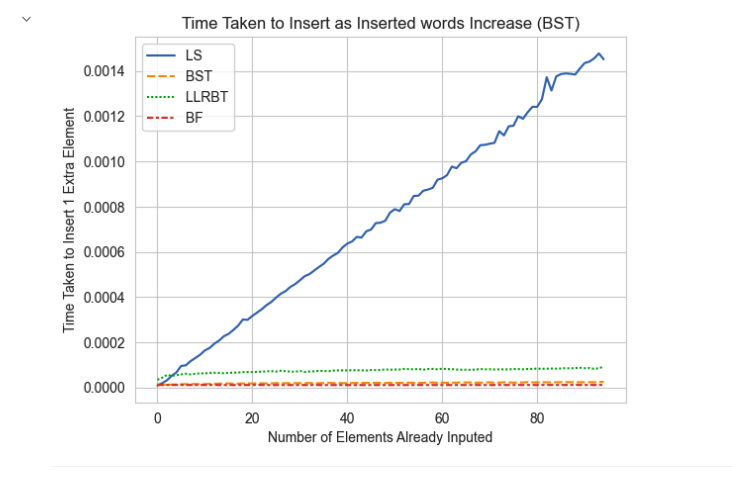 Time Taken to Insert as Inserted words Increase (BST)
LS
BST
LLRBT
BF
Time Taken to Insert 1 Extra Element
0.0014
0.0012
0.0010
0.0008
0.0006
0.0004
0.0002
0.0000
0 20 40 60 80
Number of Elements Already Inputed